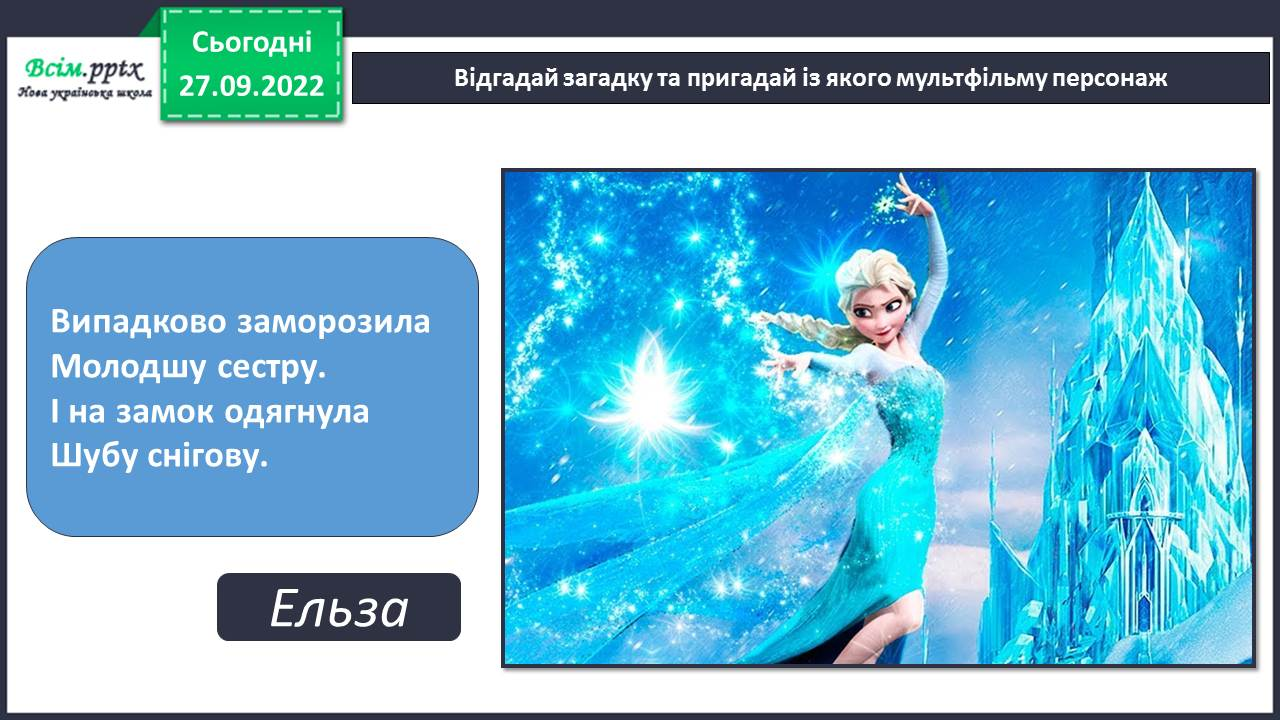 Всім.pptx
Нова українська школа
Сьогодні
27.09.2022
Відгадай загадку та пригадай із якого мультфільму персонаж
Випадково заморозила
Молодшу сестру.
І на замок одягнула
Шубу снігову.
Ельза